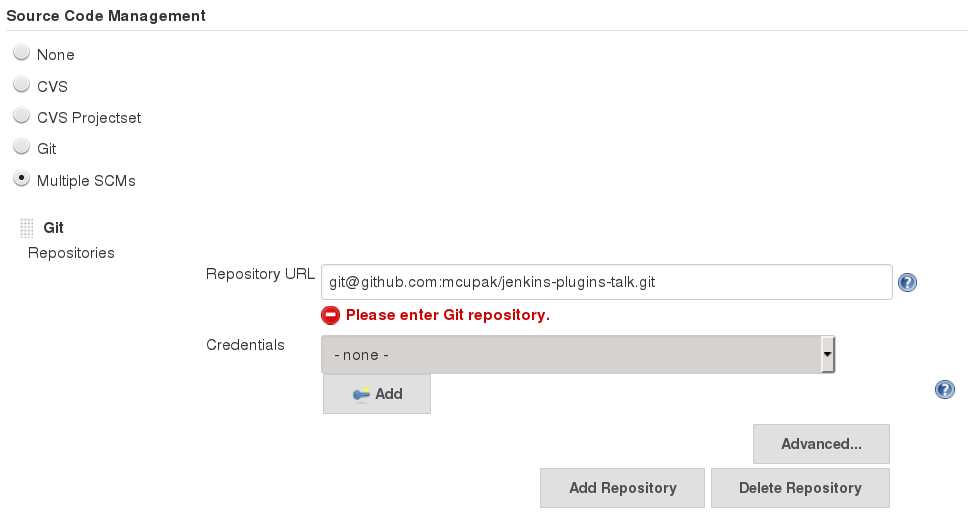 Source Code Management
None
CVS
CVS Projectset
Git
Multiple SCMs
Git
Repositories
Repository URL git@github.com:mcupak/jenkins-plugins-talk.git ?
Please enter Git repository.
Credentials - none -
Add ?
Advanced...
Add Repository Delete Repository